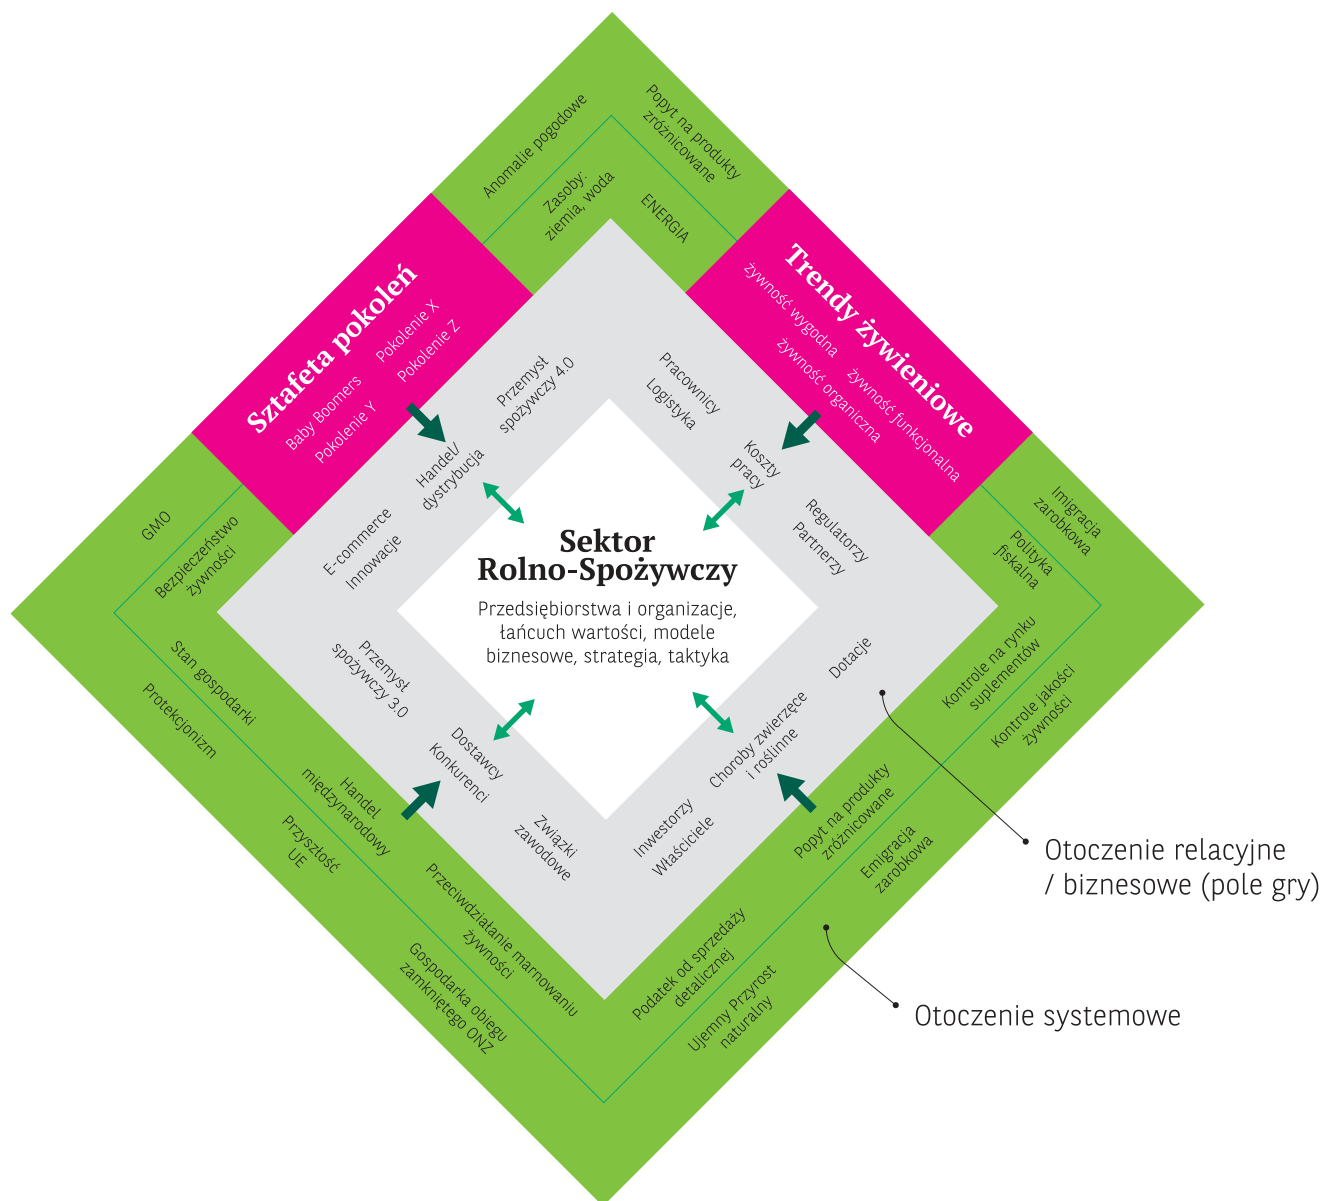 Anomalie pogodowe
Popyt na produkty
zróżnicowane
Zasoby:
ziemia, woda
ENERGIA
Sztafeta pokoleń
Baby Boomers
Pokolenie X
Pokolenie Y
Pokolenie Z
Trendy żywieniowe
żywność wygodna
żywność funkcjonalna
żywność organiczna
GMO
Bezpieczeństwo
żywności
Imigracja
zarobkowa
Polityka
fiskalna
Przemysł
spożywczy 4.0
Handel/
dystrybucja
E-commerce
Innowacje
Pracownicy
Logistyka
Koszty
pracy
Regulatorzy
Partnerzy
Sektor
Rolno-Spożywczy
Przedsiębiorstwa i organizacje,
łańcuch wartości, modele
biznesowe, strategia, taktyka
Przemysł
spożywczy 3.0
Dostawcy
Konkurenci
Związki
zawodowe
Dotacje
Choroby zwierzęce
i roślinne
Inwestorzy
Właściciele
Stan gospodarki
Protekcjonizm
Handel
międzynarodowy
Przyszłość
UE
Przeciwdziałanie marnowaniu
żywności
Gospodarka obiegu
zamkniętego ONZ
Kontrole na rynku
suplementów
Kontrole jakości
żywności
Popyt na produkty
zróżnicowane
Emigracja
zarobkowa
Podatek od sprzedaży
detalicznej
Ujemny Przyrost
naturalny
Otoczenie relacyjne
/ biznesowe (pole gry)
Otoczenie systemowe